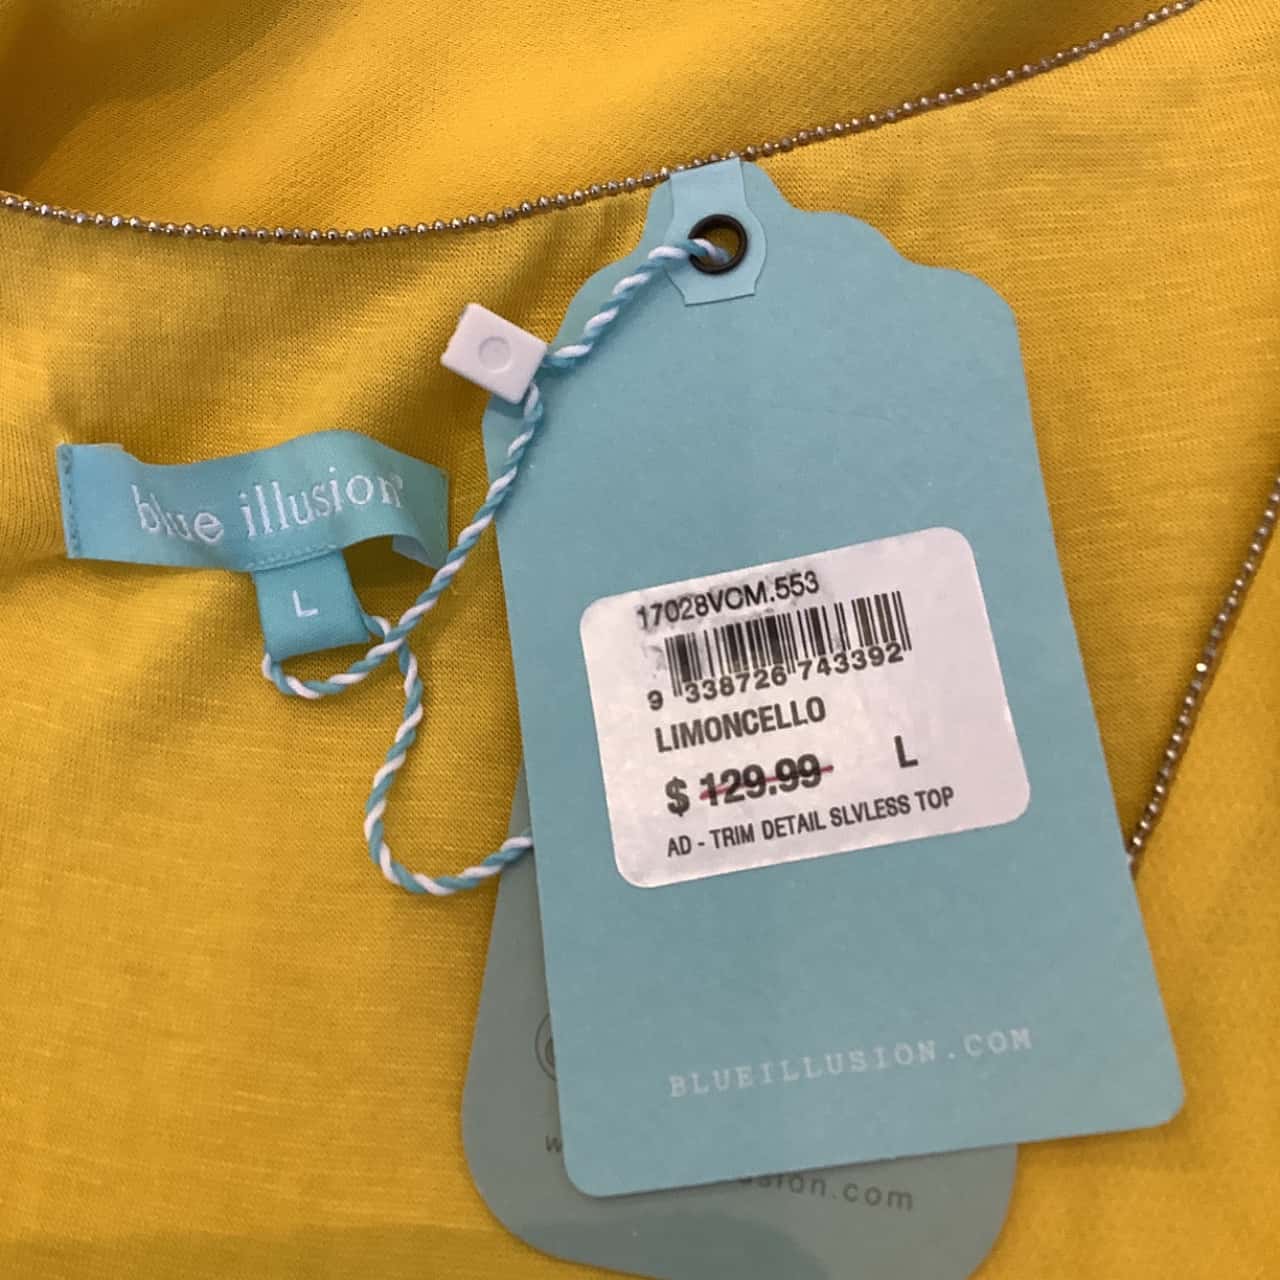 blue illusion
L
17028VCM.553
9 338726 743392
LIMONCELLO
$ 129.99 L
AD - TRIM DETAIL SLVLESS TOP
BLUEILLUSION.COM